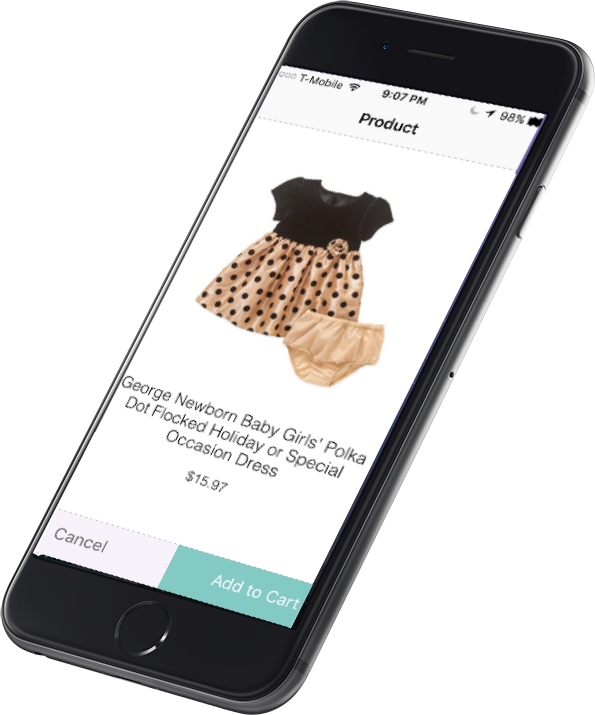 T-Mobile 9:07 PM 98%
Product
George Newborn Baby Girls' Polka
Dot Flocked Holiday or Special
Occasion Dress
$15.97
Cancel Add to Cart